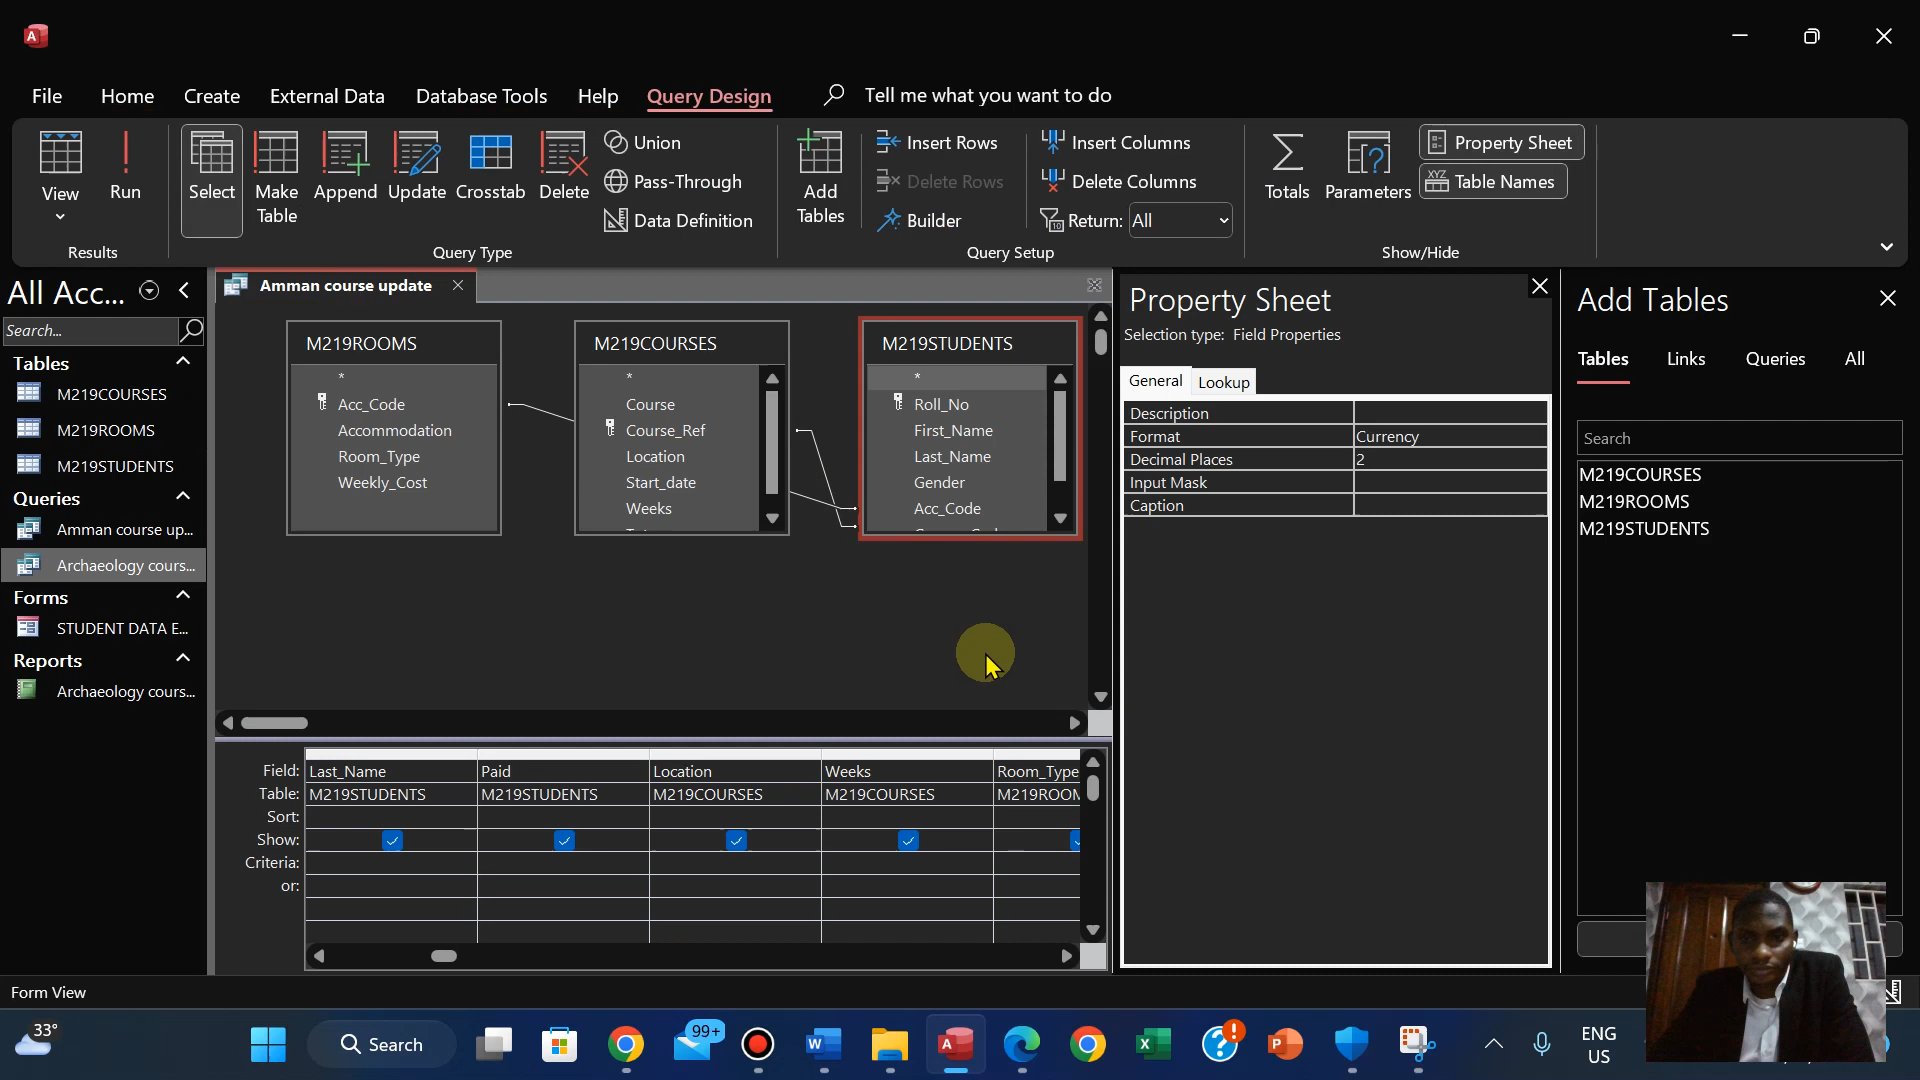 File Home Create External Data Database Tools Help Query Design Tell me what you want to do
View
Run
Results
Select
Make Table
Append
Update
Crosstab
Delete
Union
Pass-Through
Data Definition
Query Type
Add Tables
Insert Rows
Delete Rows
Builder
Insert Columns
Delete Columns
Return: All
Query Setup
Totals
Parameters
Property Sheet
Table Names
Show/Hide
All Acc...
Search...
Tables
M219COURSES
M219ROOMS
M219STUDENTS
Queries
Amman course up...
Archaeology cours...
Forms
STUDENT DATA E...
Reports
Archaeology cours...
Amman course update
M219ROOMS
*
Acc_Code
Accommodation
Room_Type
Weekly_Cost
M219COURSES
*
Course
Course_Ref
Location
Start_date
Weeks
M219STUDENTS
*
Roll_No
First_Name
Last_Name
Gender
Acc_Code
Field: Last_Name Paid Location Weeks Room_Type
Table: M219STUDENTS M219STUDENTS M219COURSES M219COURSES M219ROOM
Sort:
Show:
Criteria:
or:
Property Sheet
Selection type: Field Properties
General Lookup
Description
Format Currency
Decimal Places 2
Input Mask
Caption
Add Tables
Tables Links Queries All
Search
M219COURSES
M219ROOMS
M219STUDENTS
Form View
33°
Search
99+
ENG
US